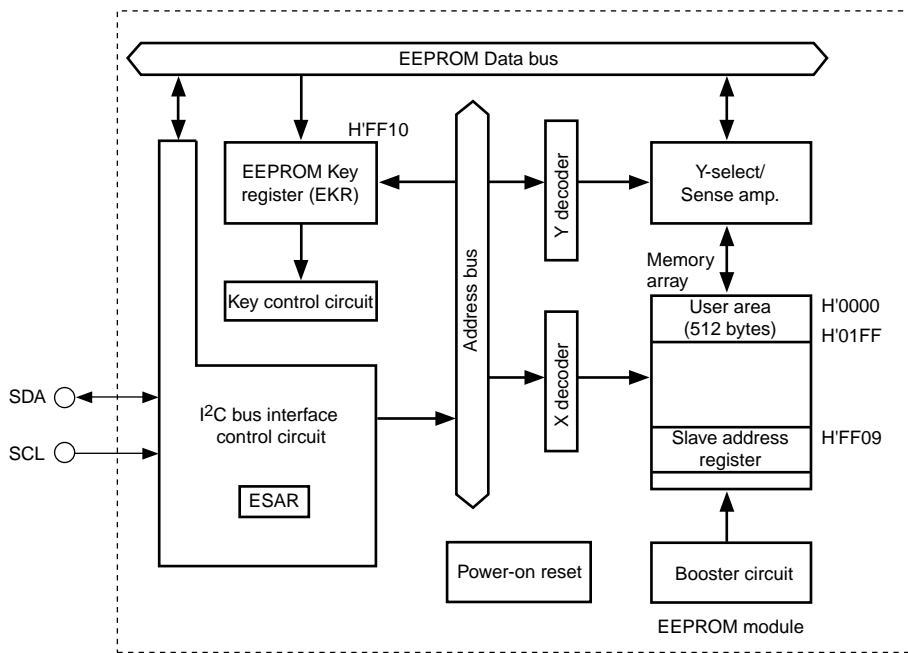 EEPROM Data bus
H'FF10
EEPROM Key
register (EKR)
Key control circuit
Address bus
Y decoder
Y-select/
Sense amp.
Memory
array
User area
(512 bytes)
H'0000
H'01FF
X decoder
SDA
SCL
I²C bus interface
control circuit
ESAR
Slave address
register
H'FF09
Power-on reset
Booster circuit
EEPROM module